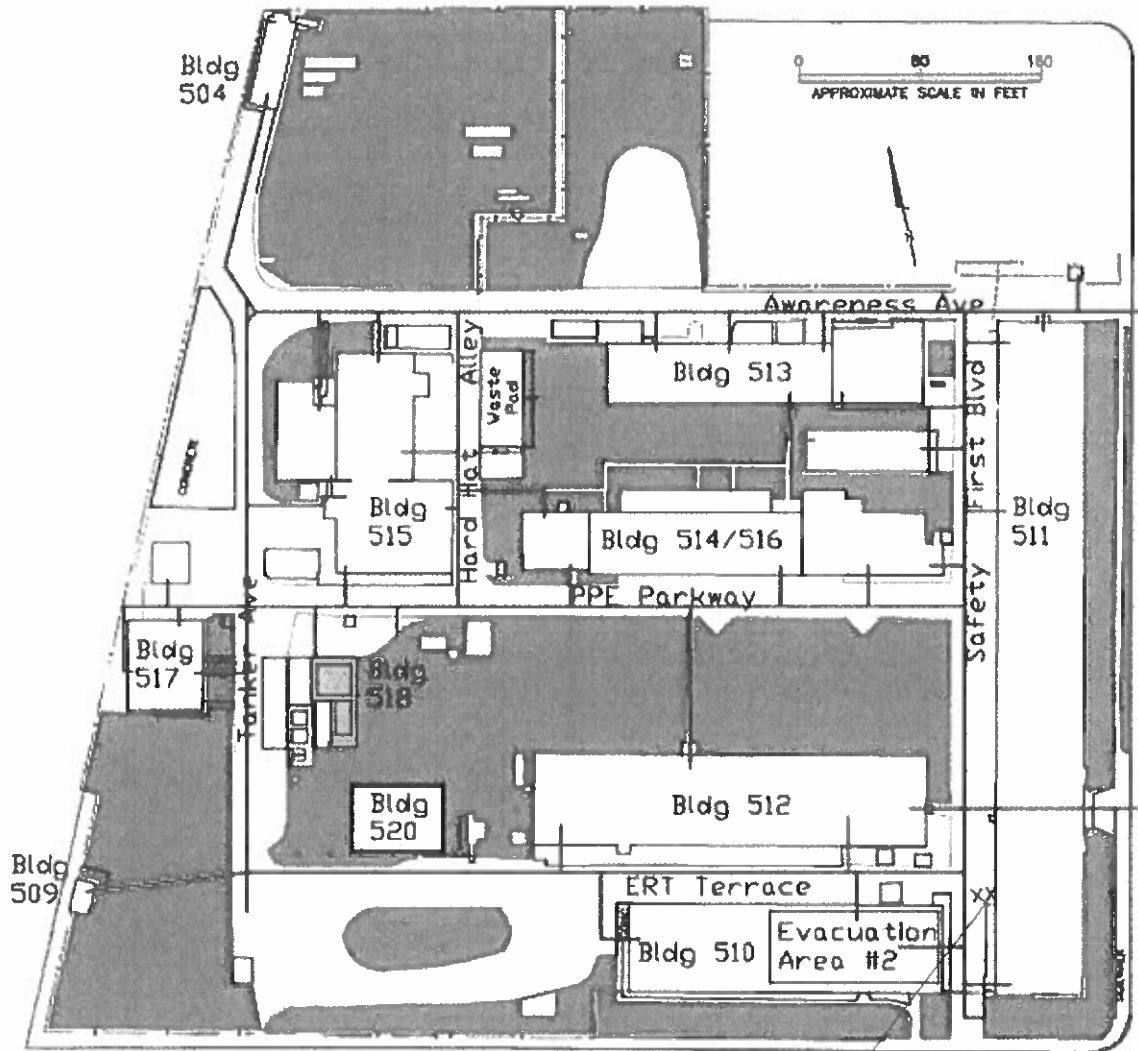 Bldg
504
0 80 160
APPROXIMATE SCALE IN FEET
Awareness Ave
Hard Hat Alley
Waste
Pad
Bldg 513
Safety First Blvd
CONCRETE
Bldg
515
Bldg 514/516
Bldg
511
PPE Parkway
Tanker Ave
Bldg
517
Bldg
518
Bldg 512
Bldg
520
Bldg
509
ERT Terrace
XX
Bldg 510
Evacuation
Area #2